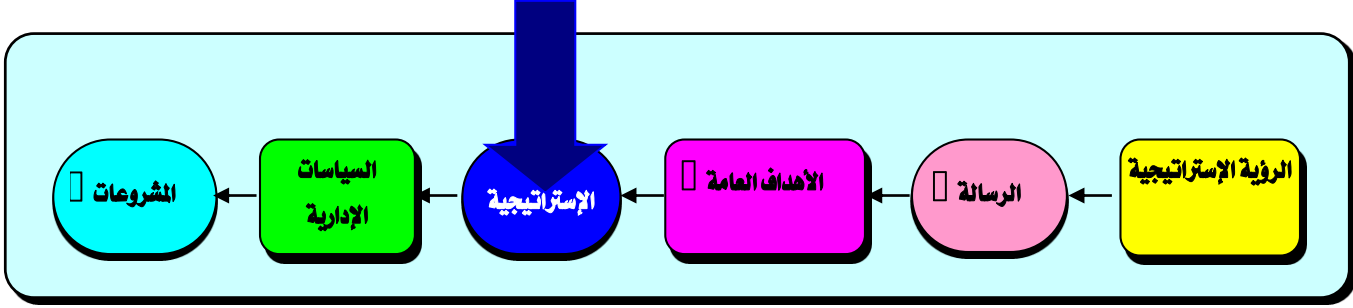 الرؤية الإستراتيجية
الرسالة
الأهداف العامة
الإستراتيجية
السياسات
الإدارية
المشروعات